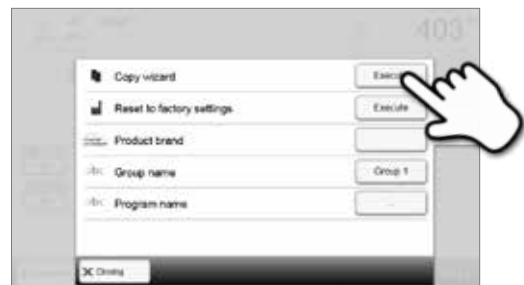 403°
Copy wizard
Execute
Reset to factory settings
Execute
Product brand
Group name
Group 1
Program name
...
X Closing